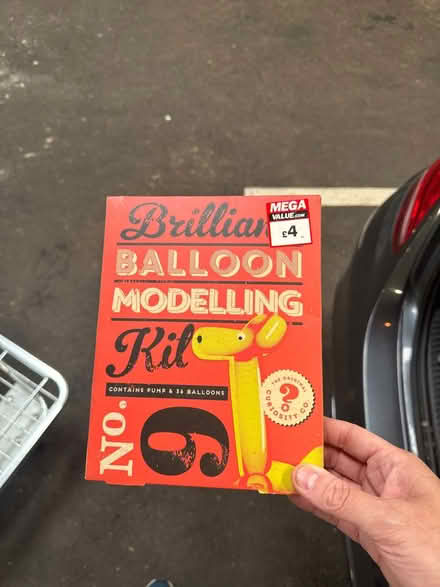 Brillian
MEGA
VALUE.COM
£4
BALLOON
MODELLING
Kit
CONTAINS PUMP & 36 BALLOONS
THE ORIGINAL
?
CURIOSITY CO.
No.
9